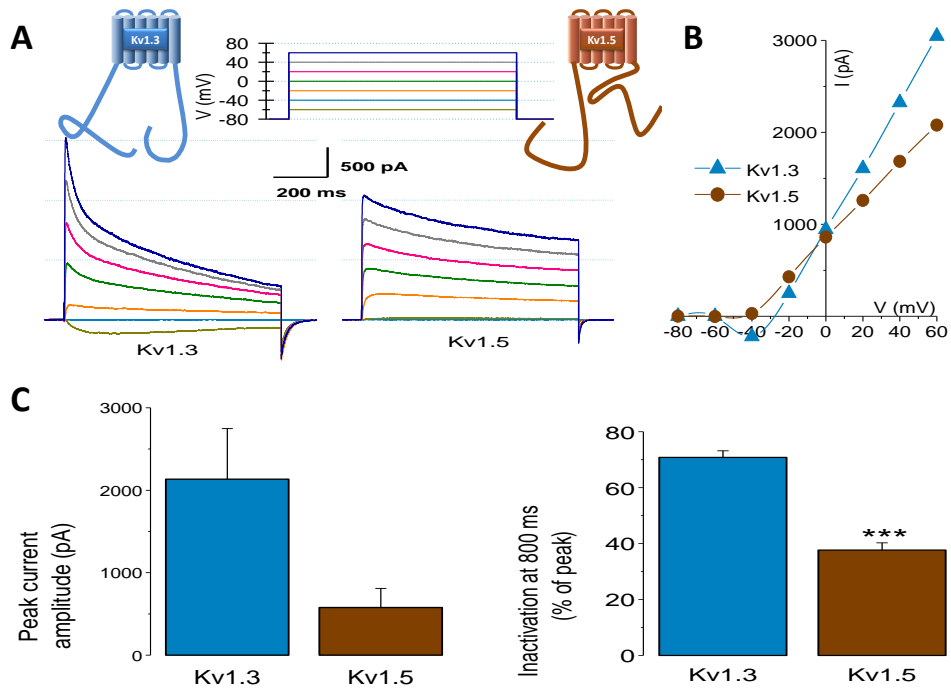 A
Kv1.3
80
40
0
-40
-80
V (mV)
Kv1.5
500 pA
200 ms
Kv1.3
Kv1.5
B
3000
I (pA)
2000
1000
Kv1.3
Kv1.5
V (mV)
-80 -60 -40 -20 0 20 40 60
C
3000
2000
1000
0
Peak current
amplitude (pA)
Kv1.3 Kv1.5
80
60
40
20
0
Inactivation at 800 ms
(% of peak)
***
Kv1.3 Kv1.5